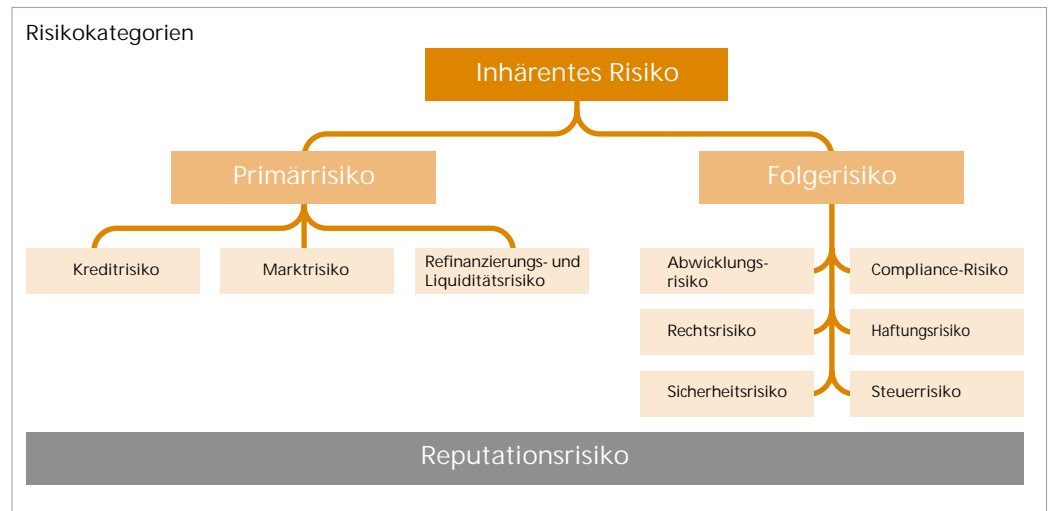 Risikokategorien
Inhärentes Risiko
Primärrisiko
Folgerisiko
Kreditrisiko
Marktrisiko
Refinanzierungs- und
Liquiditätsrisiko
Abwicklungs-
risiko
Compliance-Risiko
Rechtsrisiko
Haftungsrisiko
Sicherheitsrisiko
Steuerrisiko
Reputationsrisiko